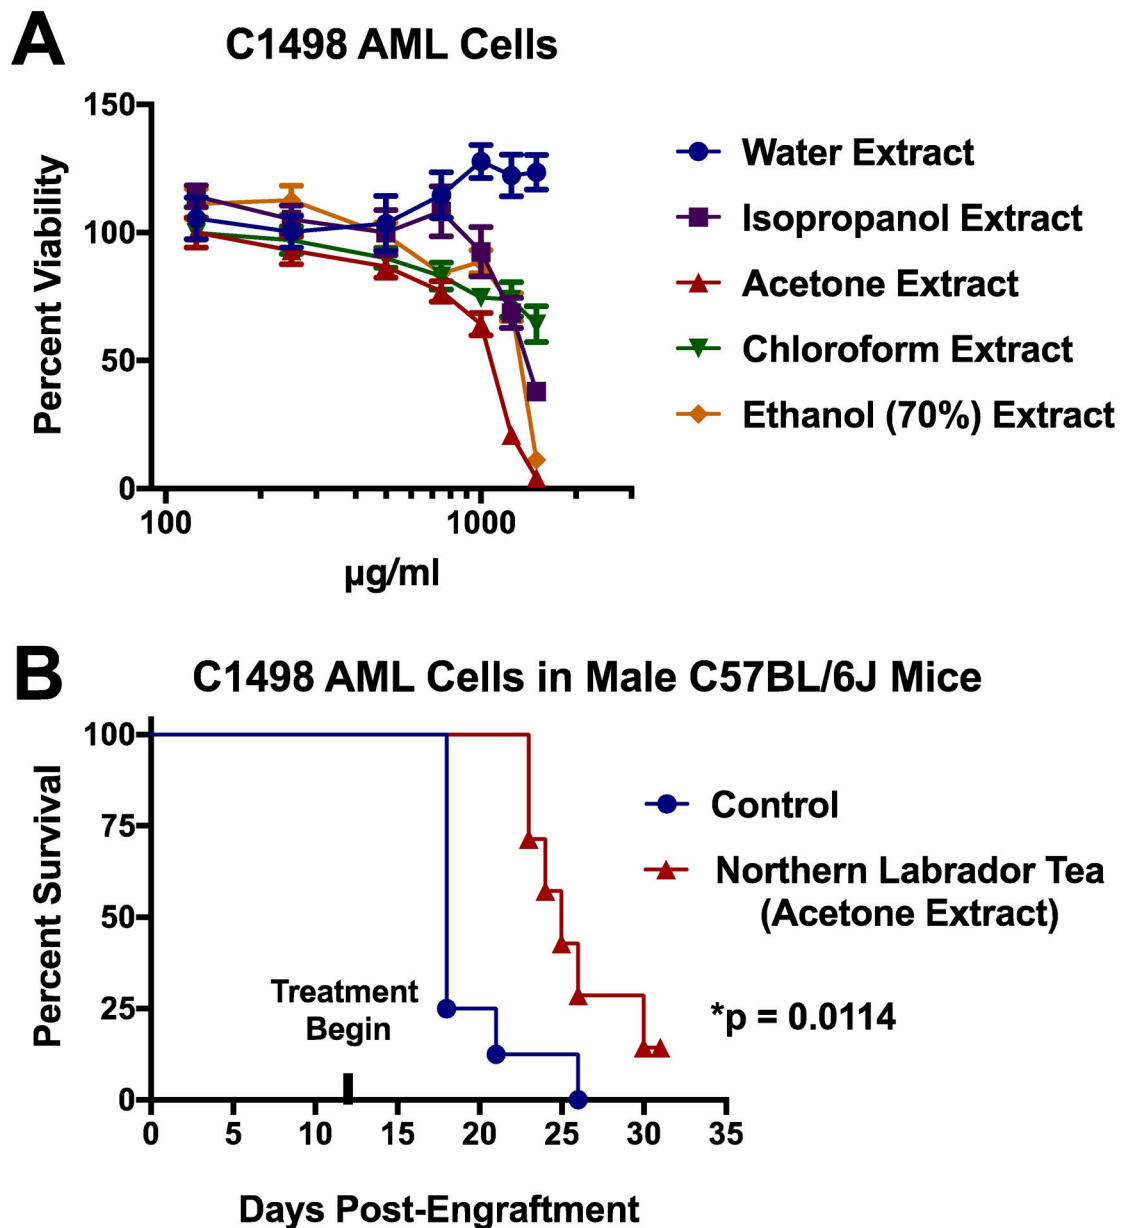 A
C1498 AML Cells
Percent Viability
150
100
50
0
100
1000
µg/ml
Water Extract
Isopropanol Extract
Acetone Extract
Chloroform Extract
Ethanol (70%) Extract
B
C1498 AML Cells in Male C57BL/6J Mice
Percent Survival
100
75
50
25
0
0
5
10
15
20
25
30
35
Days Post-Engraftment
Treatment
Begin
Control
Northern Labrador Tea
(Acetone Extract)
*p = 0.0114